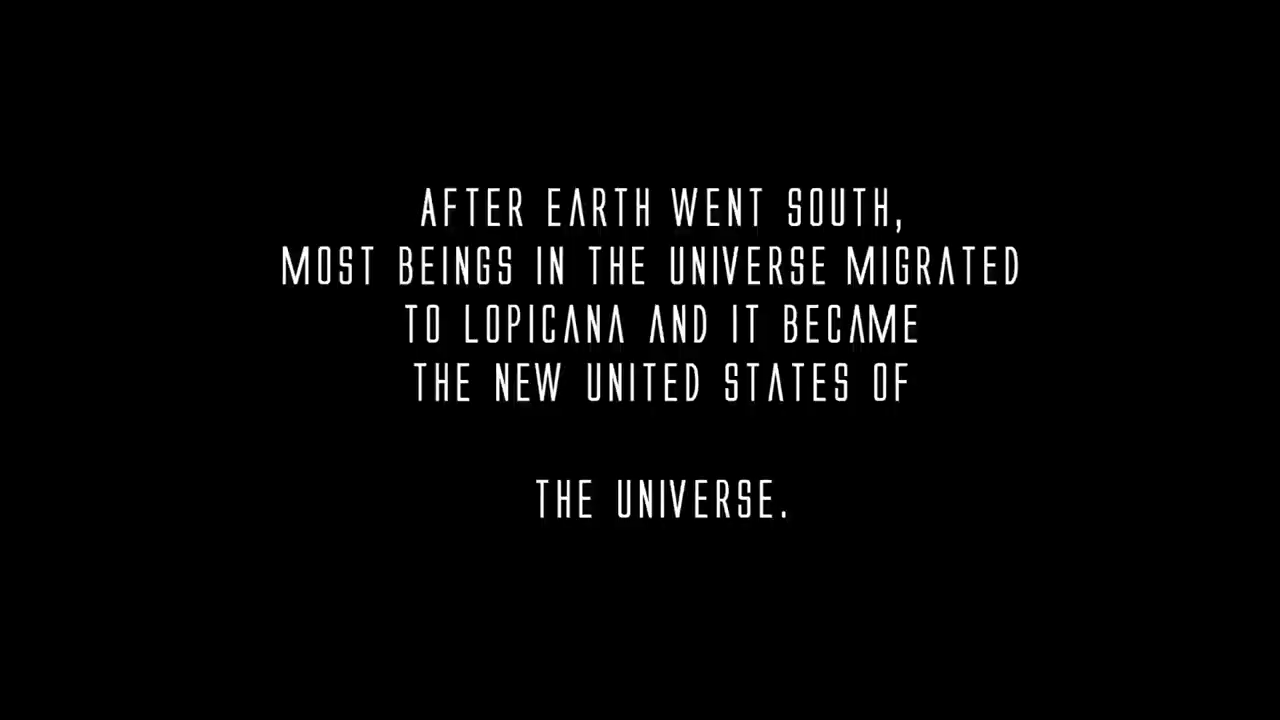 AFTER EARTH WENT SOUTH,
MOST BEINGS IN THE UNIVERSE MIGRATED
TO LOPICANA AND IT BECAME
THE NEW UNITED STATES OF
THE UNIVERSE.